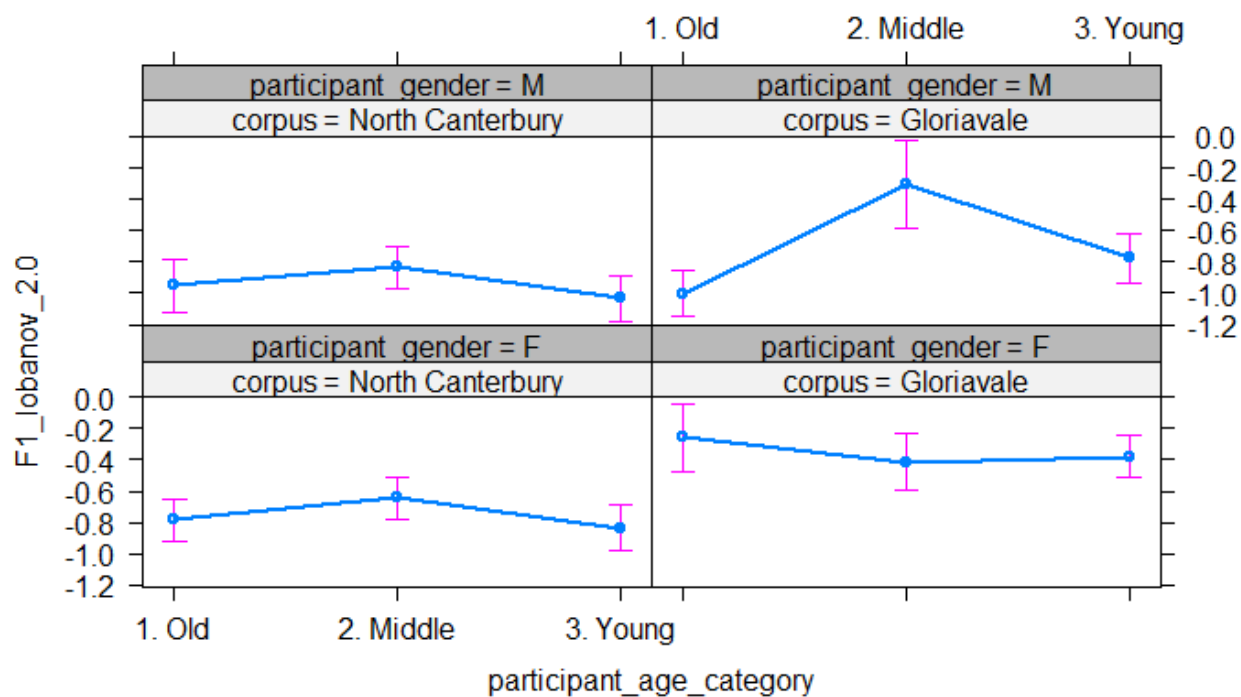 1. Old 2. Middle 3. Young
participant_gender = M participant_gender = M
corpus = North Canterbury corpus = Gloriavale
0.0
-0.2
-0.4
-0.6
-0.8
-1.0
-1.2
participant_gender = F participant_gender = F
corpus = North Canterbury corpus = Gloriavale
F1_lobanov_2.0
0.0
-0.2
-0.4
-0.6
-0.8
-1.0
-1.2
1. Old 2. Middle 3. Young
participant_age_category